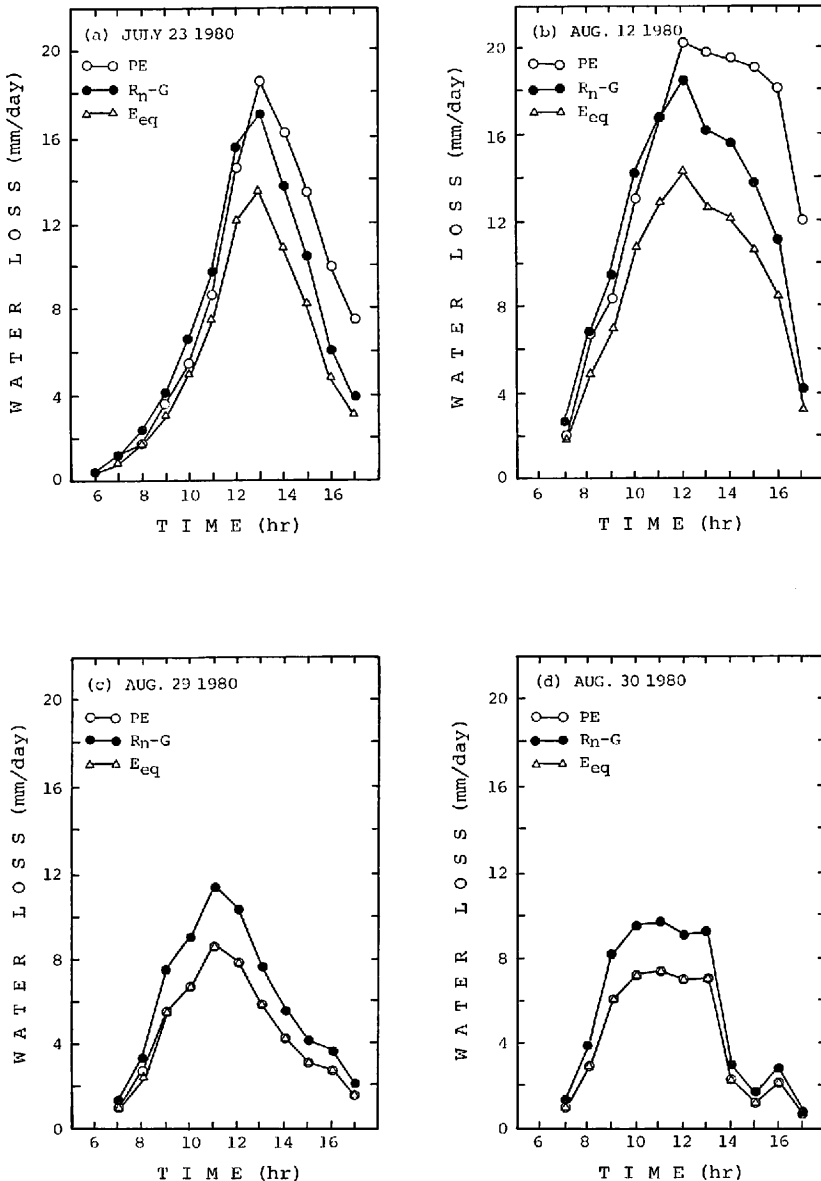 (a) JULY 23 1980
PE
Rn-G
Eeq
WATER LOSS (mm/day)
20
16
12
8
4
0
6 8 10 12 14 16
TIME (hr)
(b) AUG. 12 1980
PE
Rn-G
Eeq
WATER LOSS (mm/day)
20
16
12
8
4
0
6 8 10 12 14 16
TIME (hr)
(c) AUG. 29 1980
PE
Rn-G
Eeq
WATER LOSS (mm/day)
20
16
12
8
4
0
6 8 10 12 14 16
TIME (hr)
(d) AUG. 30 1980
PE
Rn-G
Eeq
WATER LOSS (mm/day)
20
16
12
8
4
0
6 8 10 12 14 16
TIME (hr)